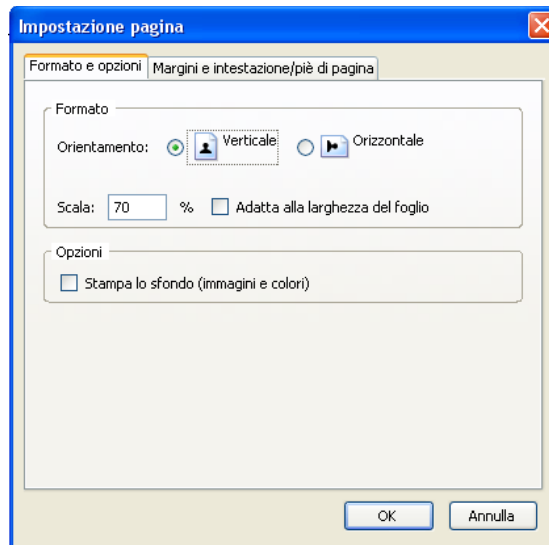 Impostazione pagina
Formato e opzioni Margini e intestazione/piè di pagina
Formato
Orientamento: Verticale Orizzontale
Scala: 70 % Adatta alla larghezza del foglio
Opzioni
Stampa lo sfondo (immagini e colori)
OK Annulla